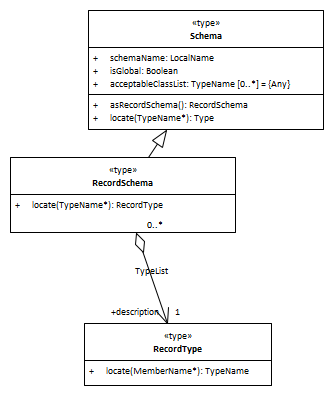 «type»
Schema
+ schemaName: LocalName
+ isGlobal: Boolean
+ acceptableClassList: TypeName [0..*] = {Any}
+ asRecordSchema(): RecordSchema
+ locate(TypeName*): Type
«type»
RecordSchema
+ locate(TypeName*): RecordType
0..*
TypeList
+description 1
«type»
RecordType
+ locate(MemberName*): TypeName